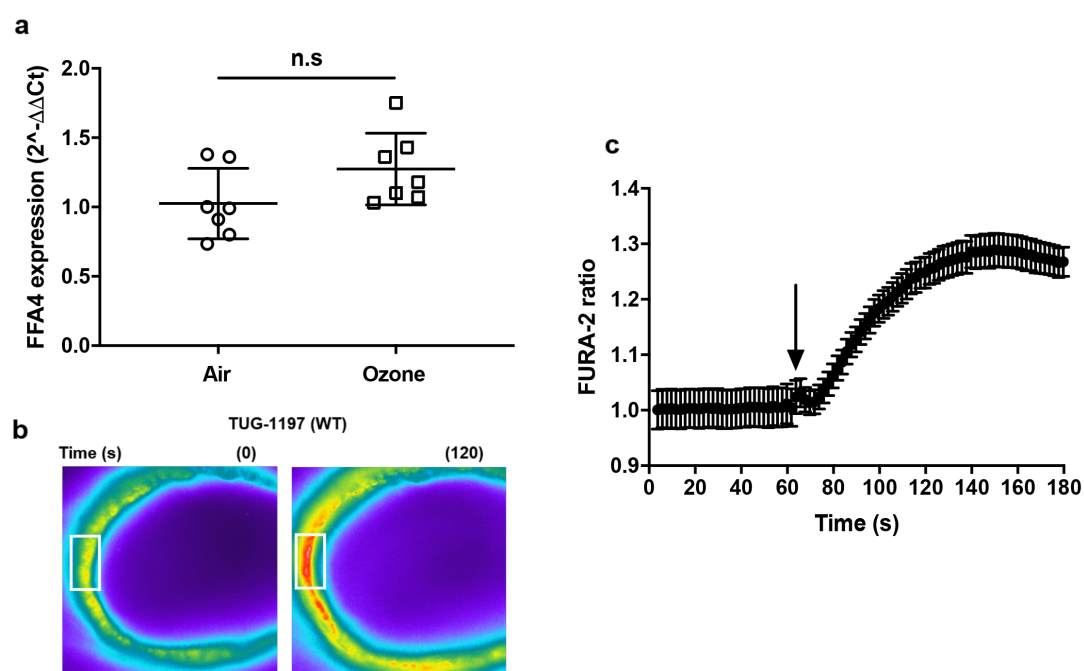 a
n.s
FFA4 expression (2^-ΔΔCt)
2.0
1.5
1.0
0.5
0.0
Air Ozone
b
TUG-1197 (WT)
Time (s) (0) (120)
c
FURA-2 ratio
1.4
1.3
1.2
1.1
1.0
0.9
0 20 40 60 80 100 120 140 160 180
Time (s)